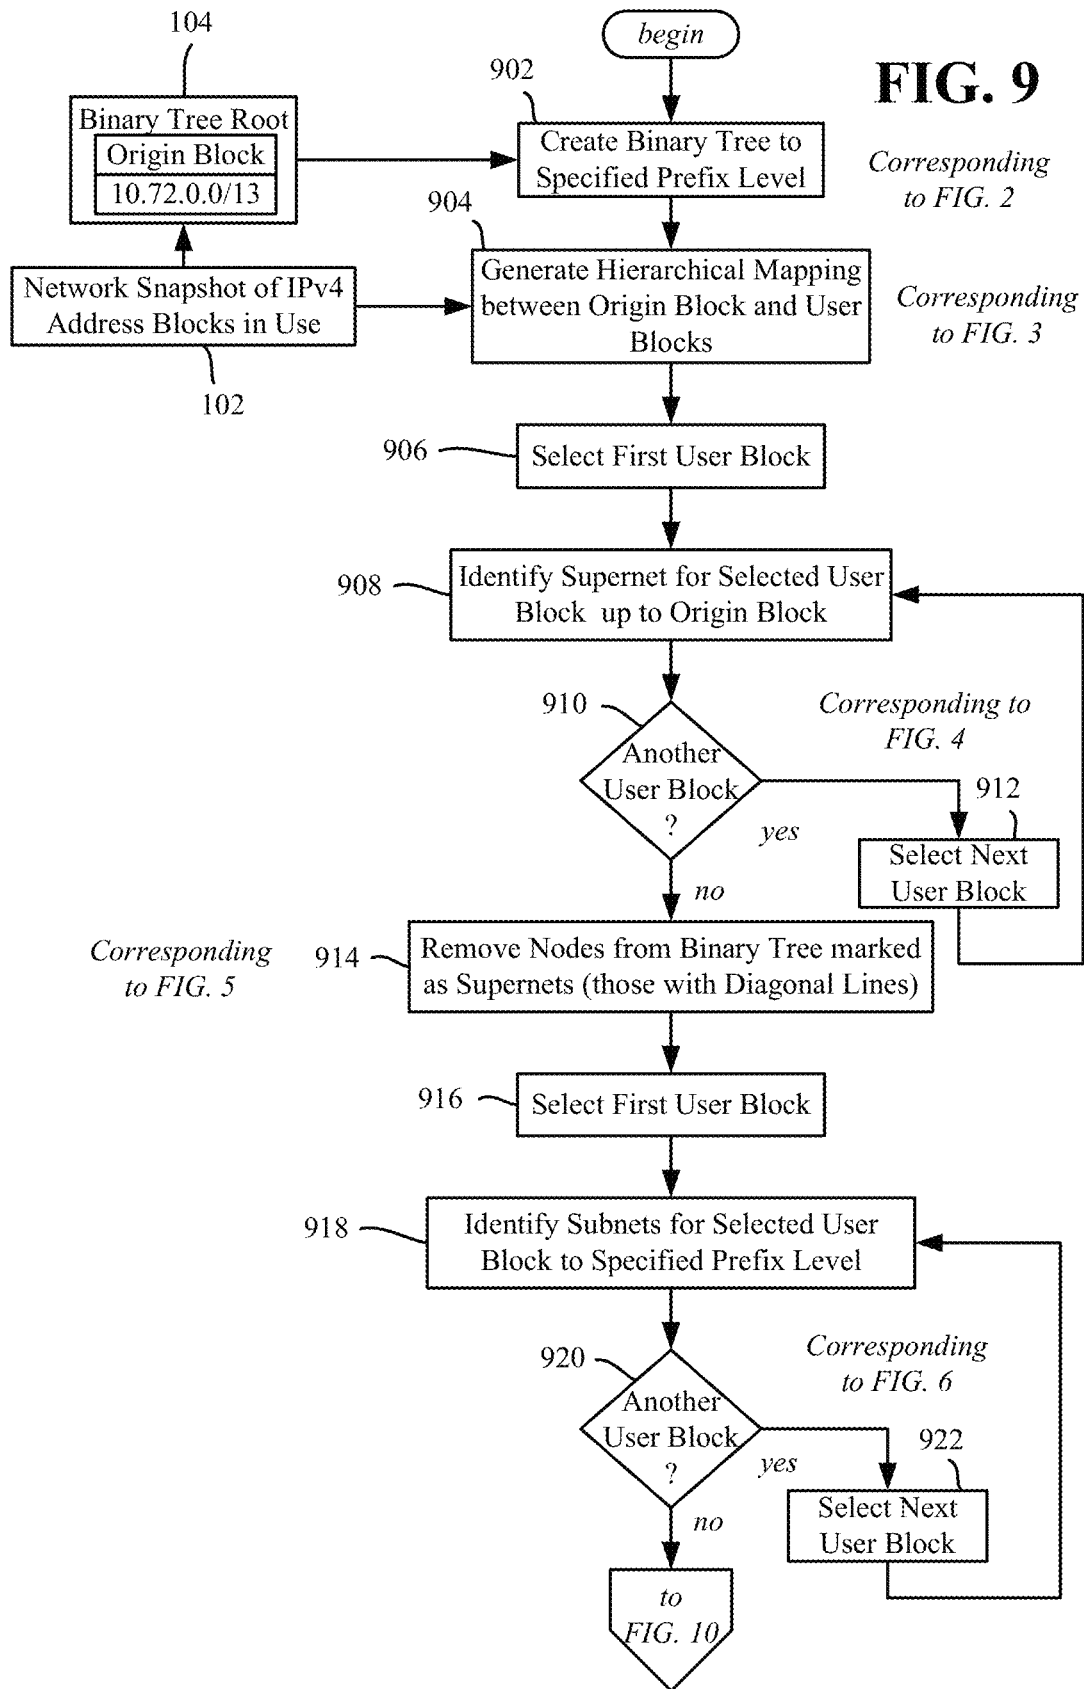 104
begin
FIG. 9
902
Binary Tree Root
Origin Block
10.72.0.0/13
Create Binary Tree to
Specified Prefix Level
Corresponding
to FIG. 2
904
Network Snapshot of IPv4
Address Blocks in Use
102
Generate Hierarchical Mapping
between Origin Block and User
Blocks
Corresponding
to FIG. 3
906
Select First User Block
908
Identify Supernet for Selected User
Block up to Origin Block
910
Another
User Block
?
Corresponding to
FIG. 4
yes
912
Select Next
User Block
no
Corresponding
to FIG. 5
914
Remove Nodes from Binary Tree marked
as Supernets (those with Diagonal Lines)
916
Select First User Block
918
Identify Subnets for Selected User
Block to Specified Prefix Level
920
Another
User Block
?
Corresponding
to FIG. 6
yes
922
Select Next
User Block
no
to
FIG. 10